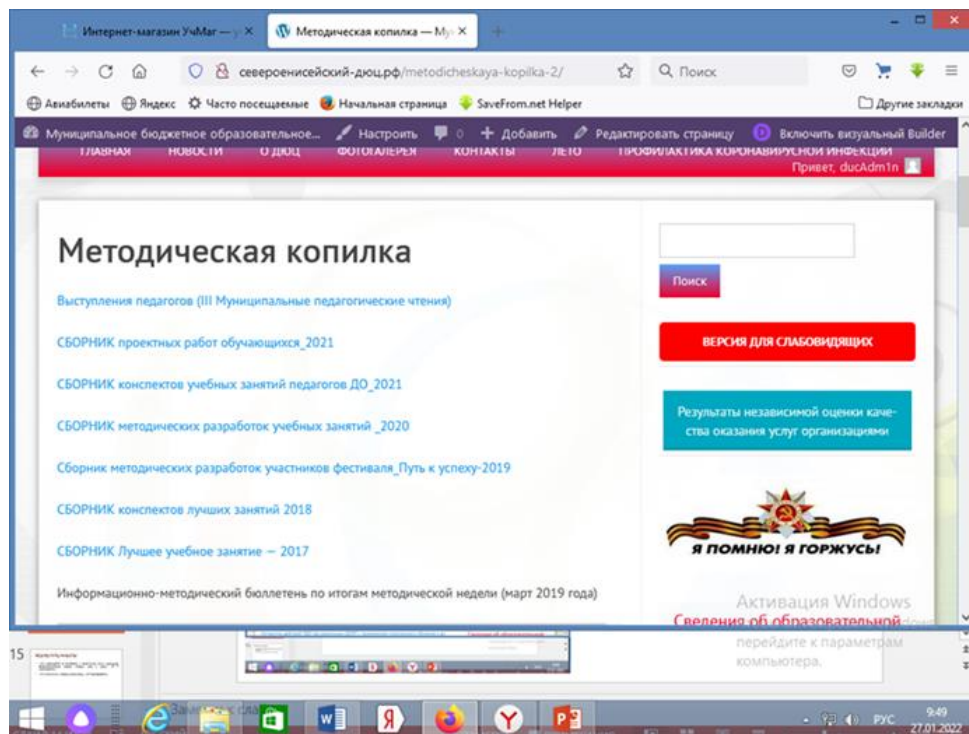 Интернет-магазин УчМаг —
Методическая копилка — Му
североенисейский-дюц.рф/metodicheskaya-kopilka-2/
Поиск
Авиабилеты
Яндекс
Часто посещаемые
Начальная страница
SaveFrom.net Helper
Другие закладки
Муниципальное бюджетное образовательное...
Настроить
0
Добавить
Редактировать страницу
Включить визуальный Builder
ГЛАВНАЯ
НОВОСТИ
О ДЮЦ
ФОТОГАЛЕРЕЯ
КОНТАКТЫ
ЛЕТО
ПРОФИЛАКТИКА КОРОНАВИРУСНОЙ ИНФЕКЦИИ
Привет, ducAdm1n
Методическая копилка
Выступления педагогов (III Муниципальные педагогические чтения)
СБОРНИК проектных работ обучающихся_2021
СБОРНИК конспектов учебных занятий педагогов ДО_2021
СБОРНИК методических разработок учебных занятий _2020
Сборник методических разработок участников фестиваля_Путь к успеху-2019
СБОРНИК конспектов лучших занятий 2018
СБОРНИК Лучшее учебное занятие — 2017
Информационно-методический бюллетень по итогам методической недели (март 2019 года)
Поиск
ВЕРСИЯ ДЛЯ СЛАБОВИДЯЩИХ
Результаты независимой оценки каче-
ства оказания услуг организациями
Я ПОМНЮ! Я ГОРЖУСЬ!
Активация Windows
Сведения об образовательной
перейдите к параметрам
компьютера.
15
РУС
9:49
27.01.2022